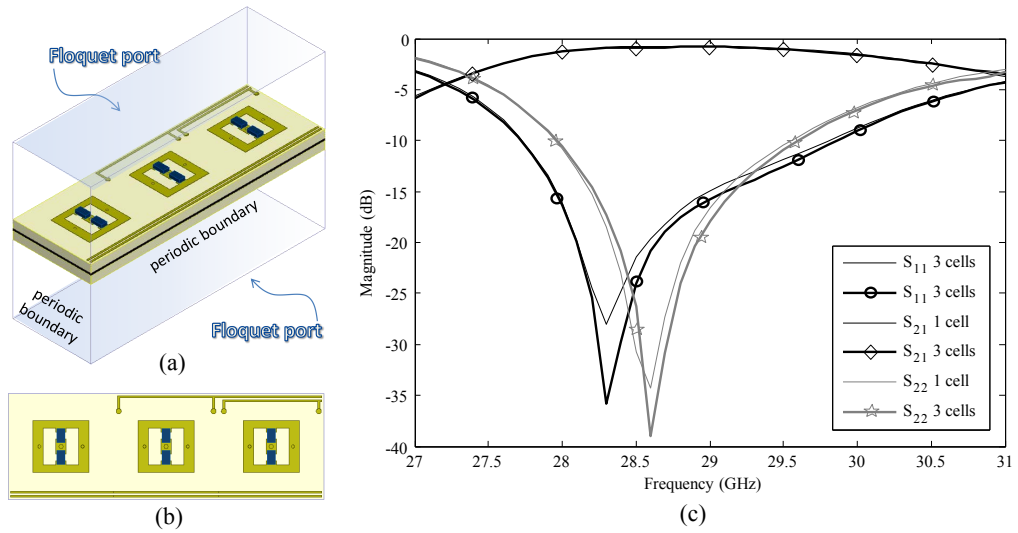 Floquet port
periodic boundary
periodic
boundary
Floquet port
(a)
(b)
0
-5
-10
-15
-20
-25
-30
-35
-40
Magnitude (dB)
27
27.5
28
28.5
29
29.5
30
30.5
31
Frequency (GHz)
S11 3 cells
S11 3 cells
S21 1 cell
S21 3 cells
S22 1 cell
S22 3 cells
(c)